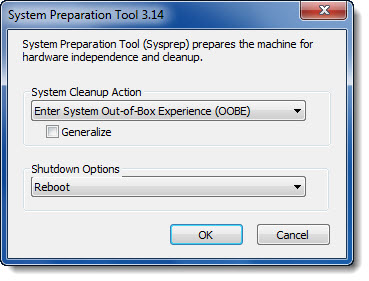 System Preparation Tool 3.14
System Preparation Tool (Sysprep) prepares the machine for
hardware independence and cleanup.
System Cleanup Action
Enter System Out-of-Box Experience (OOBE)
Generalize
Shutdown Options
Reboot
OK
Cancel